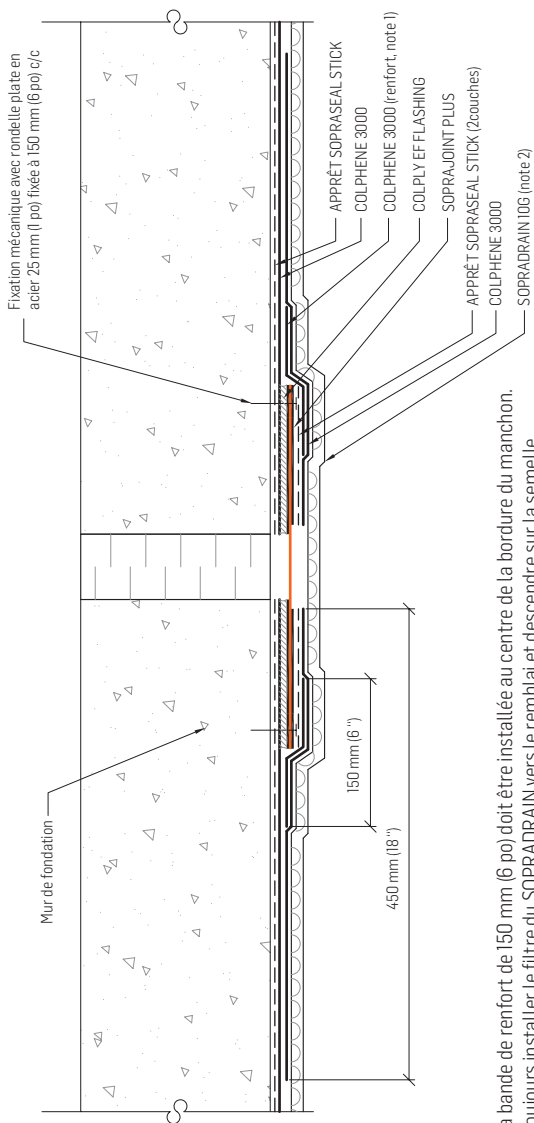 Fixation mécanique avec rondelle plate en
acier 25 mm (1 po) fixée à 150 mm (6 po) c/c
Mur de fondation
APPRÊT SOPRASEAL STICK
COLPHENE 3000
COLPHENE 3000 (renfort, note 1)
COLPLY EF FLASHING
SOPRAJOINT PLUS
APPRÊT SOPRASEAL STICK (2couches)
COLPHENE 3000
SOPRADRAIN 10G (note 2)
150 mm (6 ")
450 mm (18 ")
a bande de renfort de 150 mm (6 po) doit être installée au centre de la bordure du manchon.
oujours installer le filtre du SOPRADRAIN vers le remblai et descendre sur la semelle